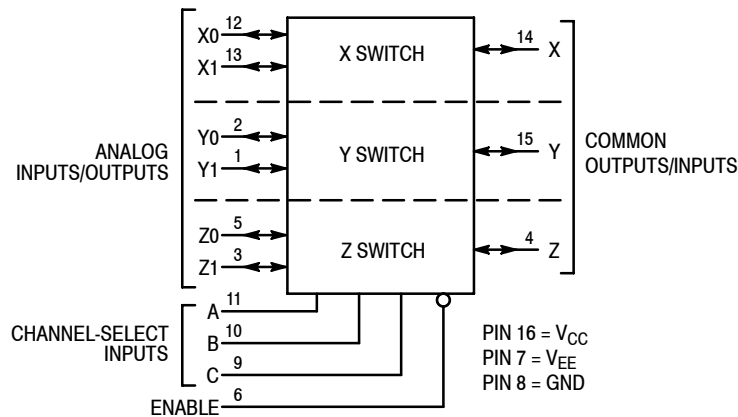 X0 12
X1 13
X SWITCH
14 X
Y0 2
Y1 1
Y SWITCH
15 Y
ANALOG
INPUTS/OUTPUTS
COMMON
OUTPUTS/INPUTS
Z0 5
Z1 3
Z SWITCH
4 Z
CHANNEL-SELECT
INPUTS
A 11
B 10
C 9
ENABLE 6
PIN 16 = VCC
PIN 7 = VEE
PIN 8 = GND